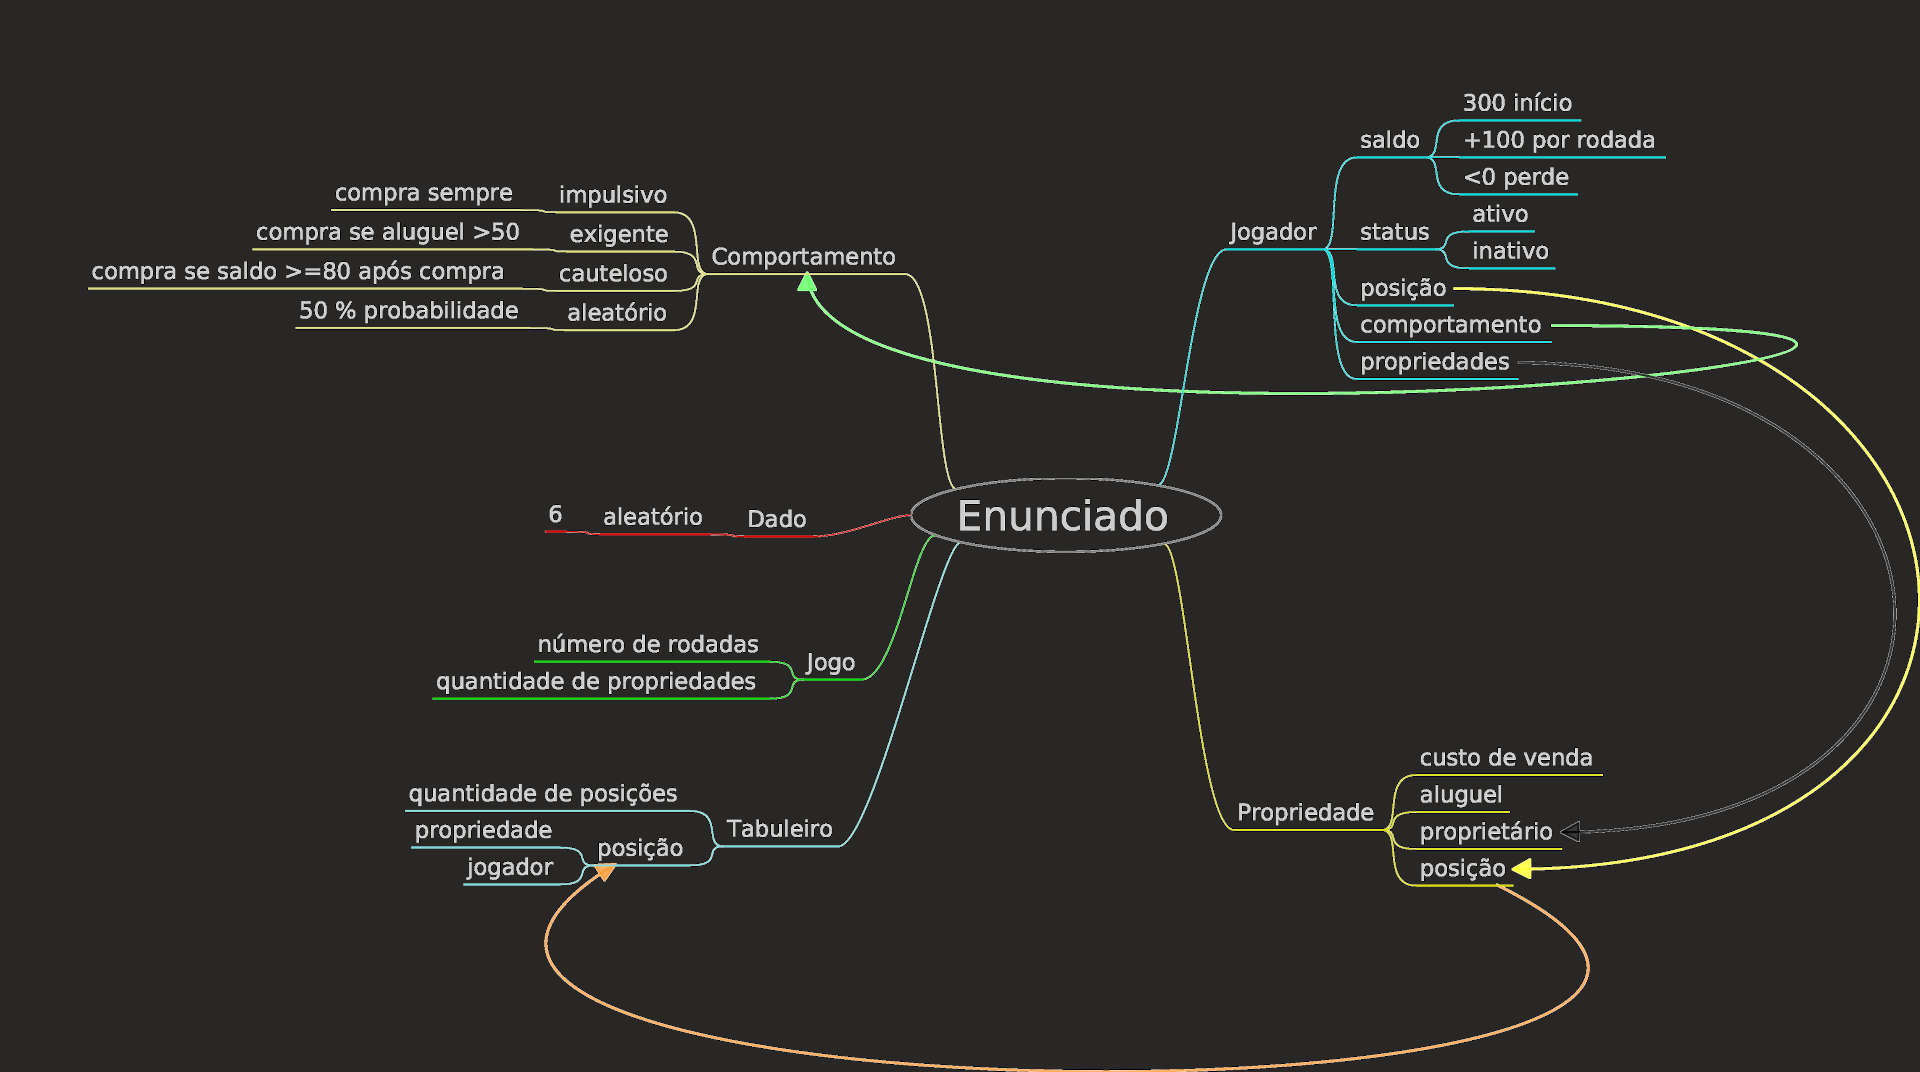 Enunciado
Jogador
saldo
300 início
+100 por rodada
<0 perde
status
ativo
inativo
posição
comportamento
propriedades
Propriedade
custo de venda
aluguel
proprietário
posição
Comportamento
impulsivo
compra sempre
exigente
compra se aluguel >50
cauteloso
compra se saldo >=80 após compra
aleatório
50 % probabilidade
Dado
aleatório
6
Jogo
número de rodadas
quantidade de propriedades
Tabuleiro
quantidade de posições
posição
propriedade
jogador